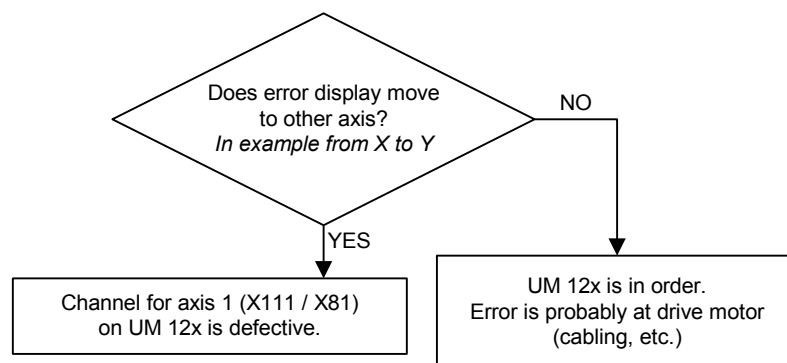 Does error display move
to other axis?
In example from X to Y
NO
YES
Channel for axis 1 (X111 / X81)
on UM 12x is defective.
UM 12x is in order.
Error is probably at drive motor
(cabling, etc.)